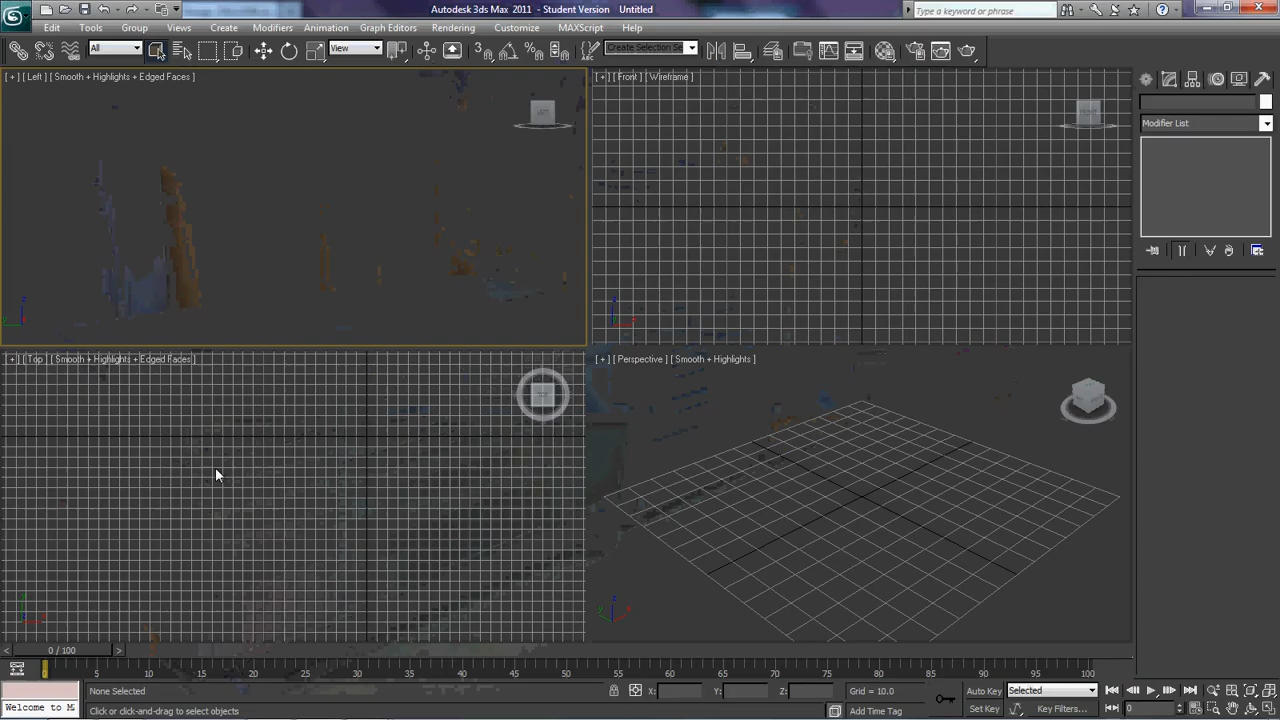 Autodesk 3ds Max 2011 - Student Version Untitled
Type a keyword or phrase
Edit Tools Group Views Create Modifiers Animation Graph Editors Rendering Customize MAXScript Help
All View Create Selection Se
[ + ] [ Left ] [ Smooth + Highlights + Edged Faces ]
LEFT
[ + ] [ Front ] [ Wireframe ]
FRONT
Modifier List
[ + ] [ Top ] [ Smooth + Highlights + Edged Faces ]
TOP
[ + ] [ Perspective ] [ Smooth + Highlights ]
< 0 / 100 >
0 5 10 15 20 25 30 35 40 45 50 55 60 65 70 75 80 85 90 95 100
None Selected X: Y: Z: Grid = 10.0 Auto Key Selected
Welcome to M Click or click-and-drag to select objects Add Time Tag Set Key Key Filters... 0